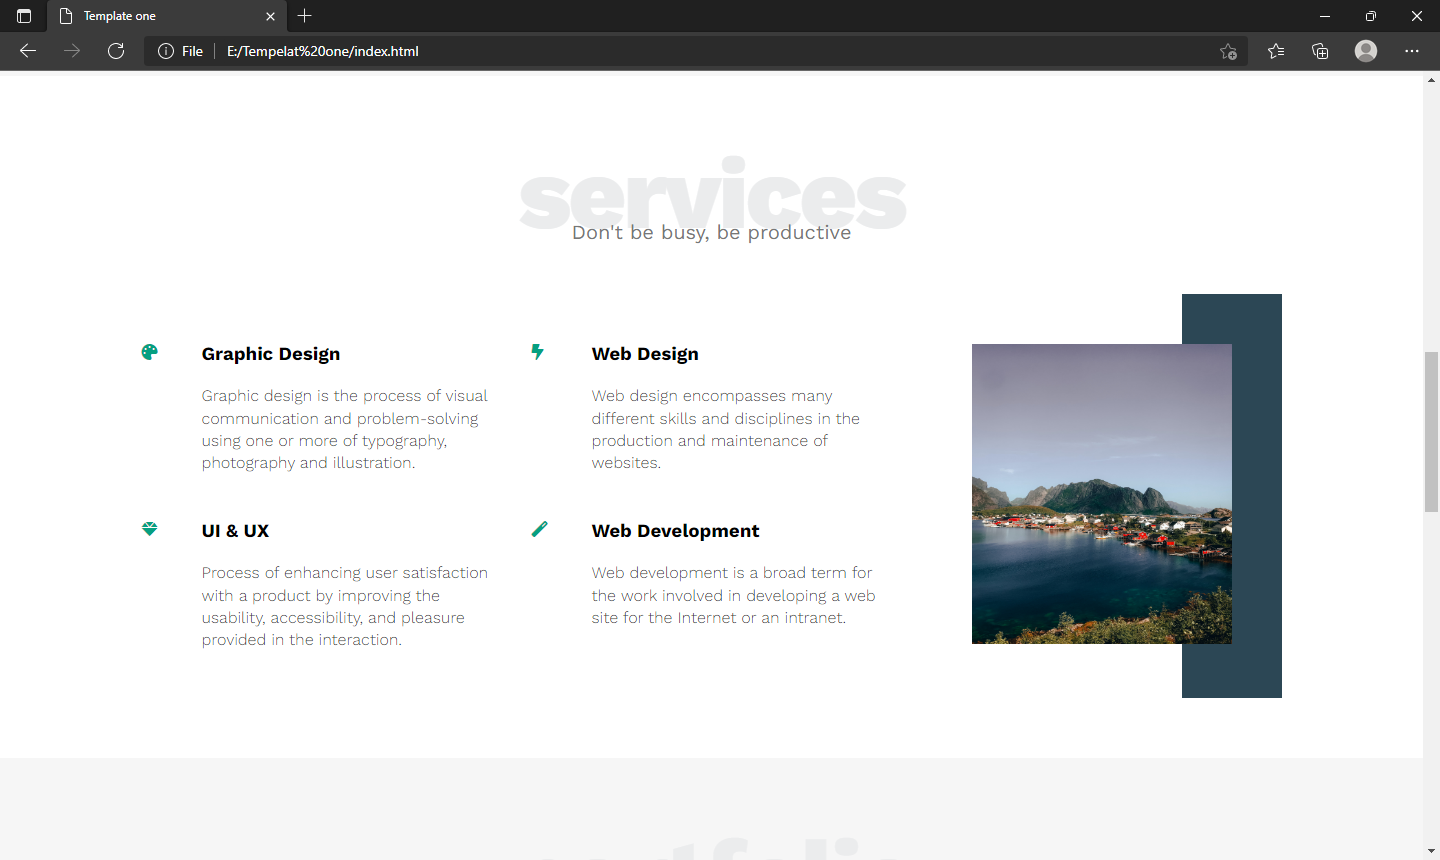 Template one
File
E:/Tempelat%20one/index.html
services
Don't be busy, be productive
Graphic Design
Graphic design is the process of visual
communication and problem-solving
using one or more of typography,
photography and illustration.
Web Design
Web design encompasses many
different skills and disciplines in the
production and maintenance of
websites.
UI & UX
Process of enhancing user satisfaction
with a product by improving the
usability, accessibility, and pleasure
provided in the interaction.
Web Development
Web development is a broad term for
the work involved in developing a web
site for the Internet or an intranet.